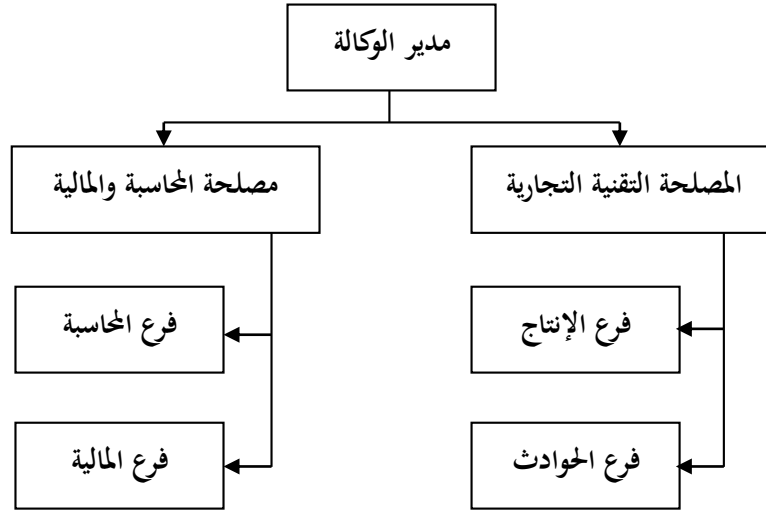 مدير الوكالة
المصلحة التقنية التجارية
مصلحة المحاسبة والمالية
فرع الإنتاج
فرع المحاسبة
فرع الحوادث
فرع المالية